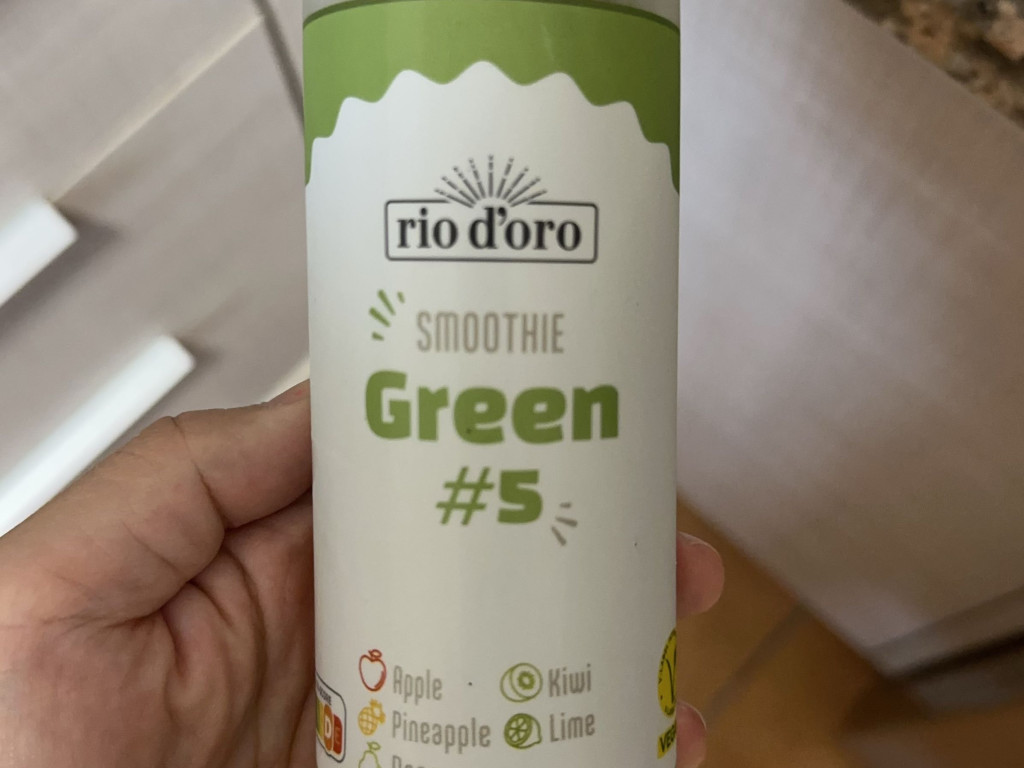 rio d'oro
SMOOTHIE
Green
#5
Apple
Kiwi
Pineapple
Lime
D